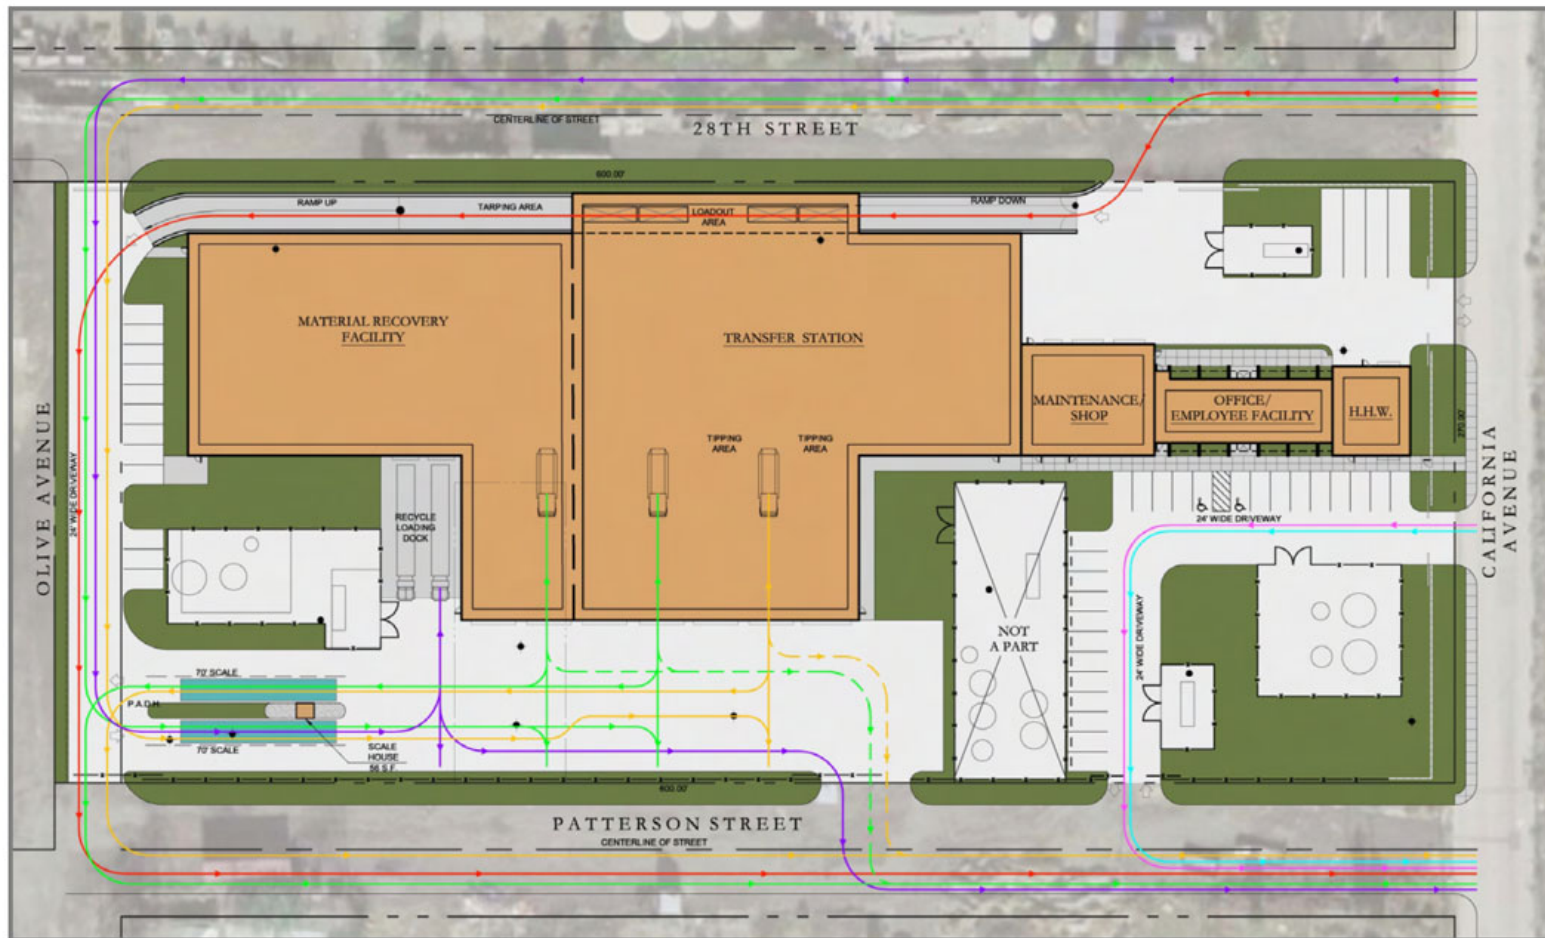 CENTERLINE OF STREET
28TH STREET
600.00'
RAMP UP
TARPING AREA
LOADOUT
AREA
RAMP DOWN
MATERIAL RECOVERY
FACILITY
TRANSFER STATION
MAINTENANCE/
SHOP
OFFICE/
EMPLOYEE FACILITY
H.H.W.
270.00'
TIPPING
AREA
TIPPING
AREA
OLIVE AVENUE
24' WIDE DRIVEWAY
CALIFORNIA
AVENUE
RECYCLE
LOADING
DOCK
24' WIDE DRIVEWAY
NOT
A PART
24' WIDE DRIVEWAY
70' SCALE
P.A.D.H.
70' SCALE
SCALE
HOUSE
56 S.F.
600.00'
PATTERSON STREET
CENTERLINE OF STREET